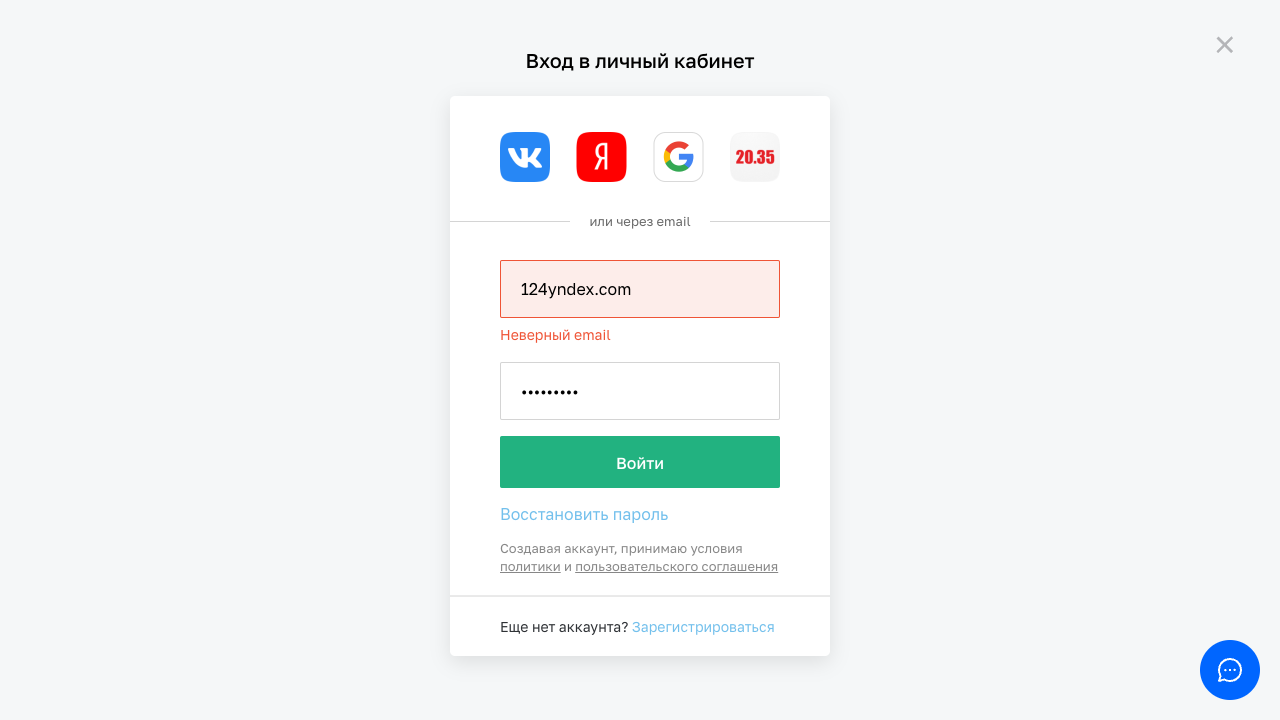 Вход в личный кабинет
20.35
или через email
124yndex.com
Неверный email
•••••••••
Войти
Восстановить пароль
Создавая аккаунт, принимаю условия
политики и пользовательского соглашения
Еще нет аккаунта? Зарегистрироваться